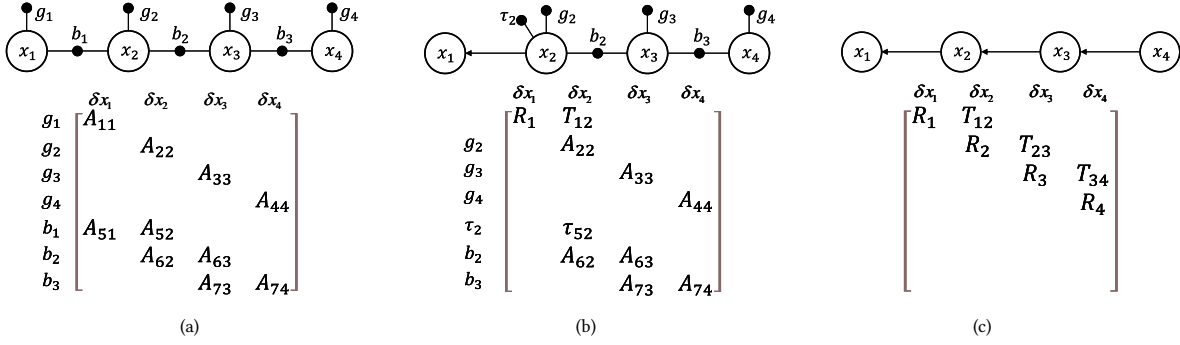 g₁ g₂ g₃ g₄
x₁ b₁ x₂ b₂ x₃ b₃ x₄
δx₁ δx₂ δx₃ δx₄
g₁ A₁₁
g₂ A₂₂
g₃ A₃₃
g₄ A₄₄
b₁ A₅₁ A₅₂
b₂ A₆₂ A₆₃
b₃ A₇₃ A₇₄
(a)
τ₂ g₂ g₃ g₄
x₁ x₂ b₂ x₃ b₃ x₄
δx₁ δx₂ δx₃ δx₄
R₁ T₁₂
g₂ A₂₂
g₃ A₃₃
g₄ A₄₄
τ₂ τ₅₂
b₂ A₆₂ A₆₃
b₃ A₇₃ A₇₄
(b)
x₁ x₂ x₃ x₄
δx₁ δx₂ δx₃ δx₄
R₁ T₁₂
R₂ T₂₃
R₃ T₃₄
R₄
(c)